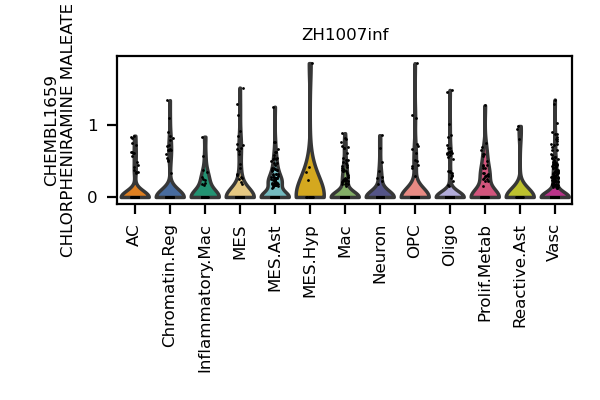 ZH1007inf
CHEMBL1659
CHLORPHENIRAMINE MALEATE
1
0
AC
Chromatin.Reg
Inflammatory.Mac
MES
MES.Ast
MES.Hyp
Mac
Neuron
OPC
Oligo
Prolif.Metab
Reactive.Ast
Vasc